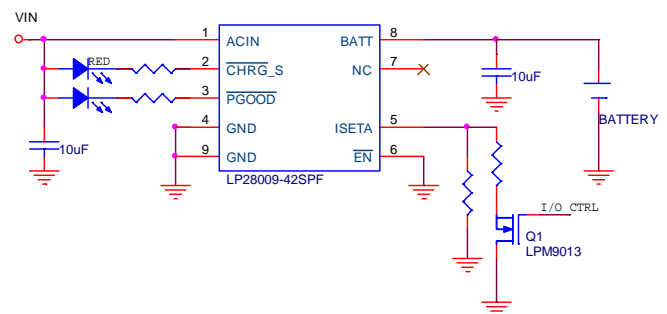 VIN
1 ACIN BATT 8
RED
2 CHRG_S NC 7
3 PGOOD
10uF
4 GND ISETA 5
BATTERY
9 GND EN 6
10uF
LP28009-42SPF
I/O CTRL
Q1
LPM9013